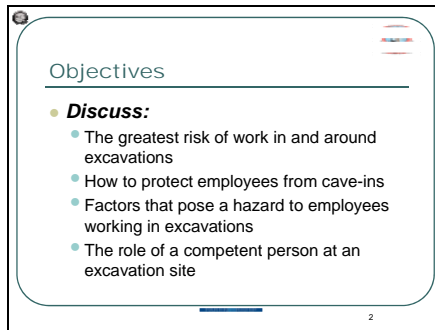 Objectives
Discuss:
The greatest risk of work in and around
excavations
How to protect employees from cave-ins
Factors that pose a hazard to employees
working in excavations
The role of a competent person at an
excavation site
2